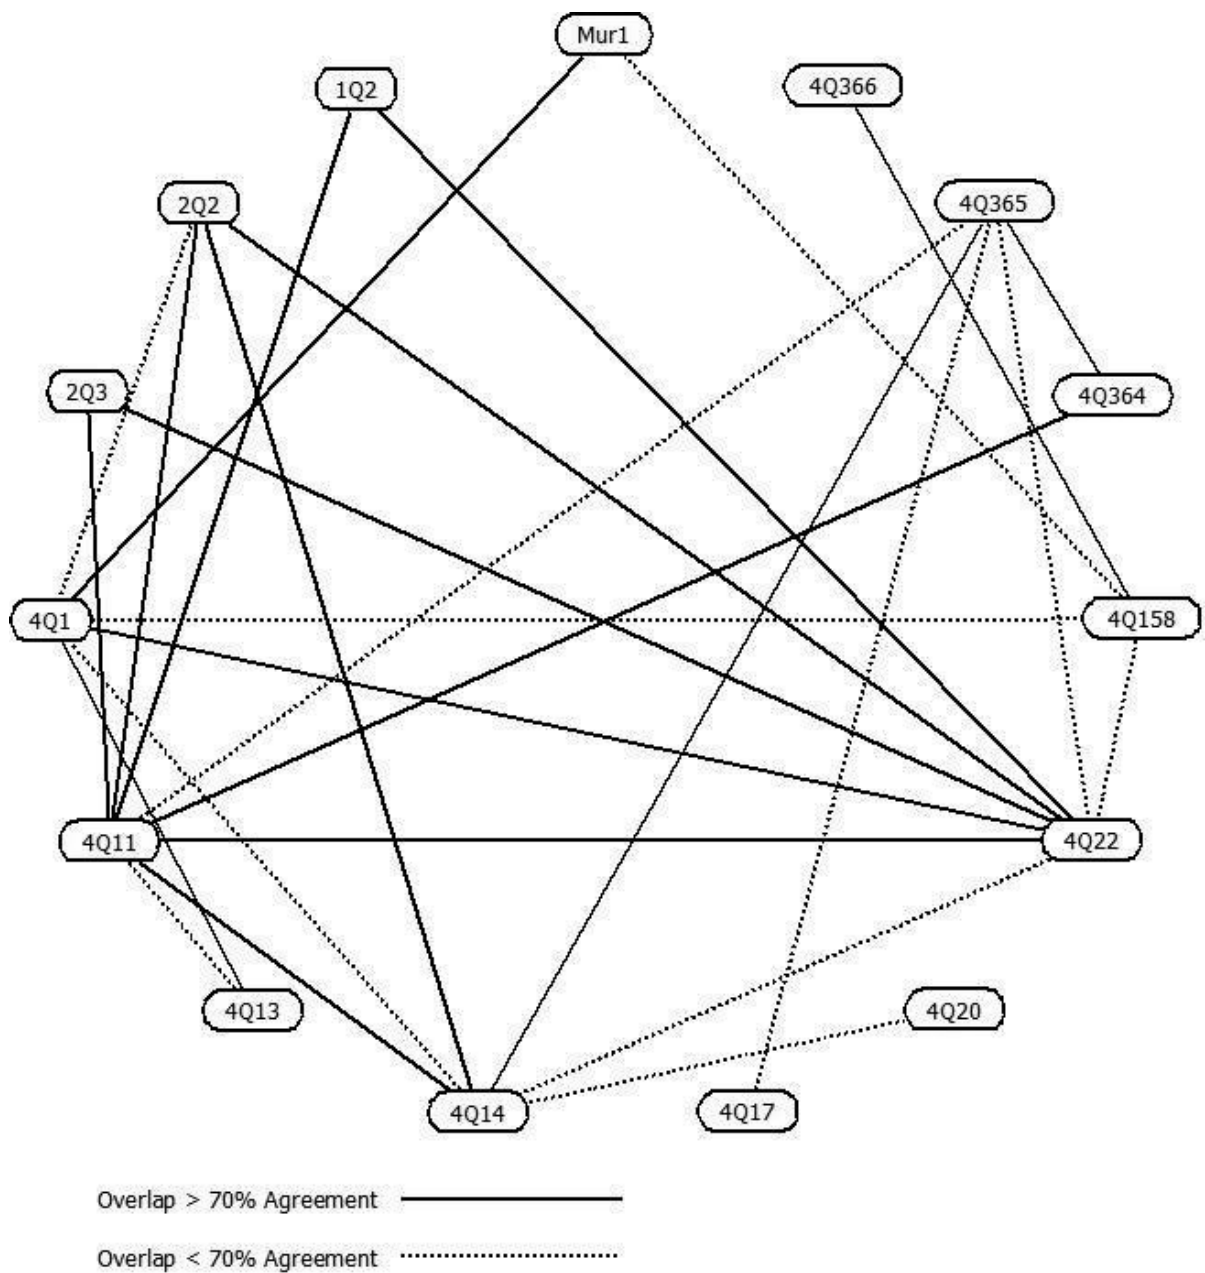 Mur1
1Q2
4Q366
2Q2
4Q365
2Q3
4Q364
4Q1
4Q158
4Q11
4Q22
4Q13
4Q20
4Q14
4Q17
Overlap > 70% Agreement
Overlap < 70% Agreement